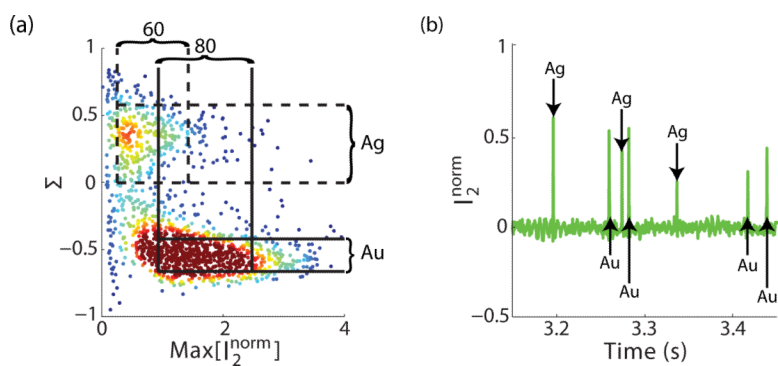 (a)
60
80
1
0.5
0
−0.5
−1
Σ
Ag
Au
0
2
4
Max[I₂ⁿᵒʳᵐ]
(b)
1
0.5
0
-0.5
I₂ⁿᵒʳᵐ
Ag
Ag
Ag
Au
Au
Au
Au
3.2
3.3
3.4
Time (s)